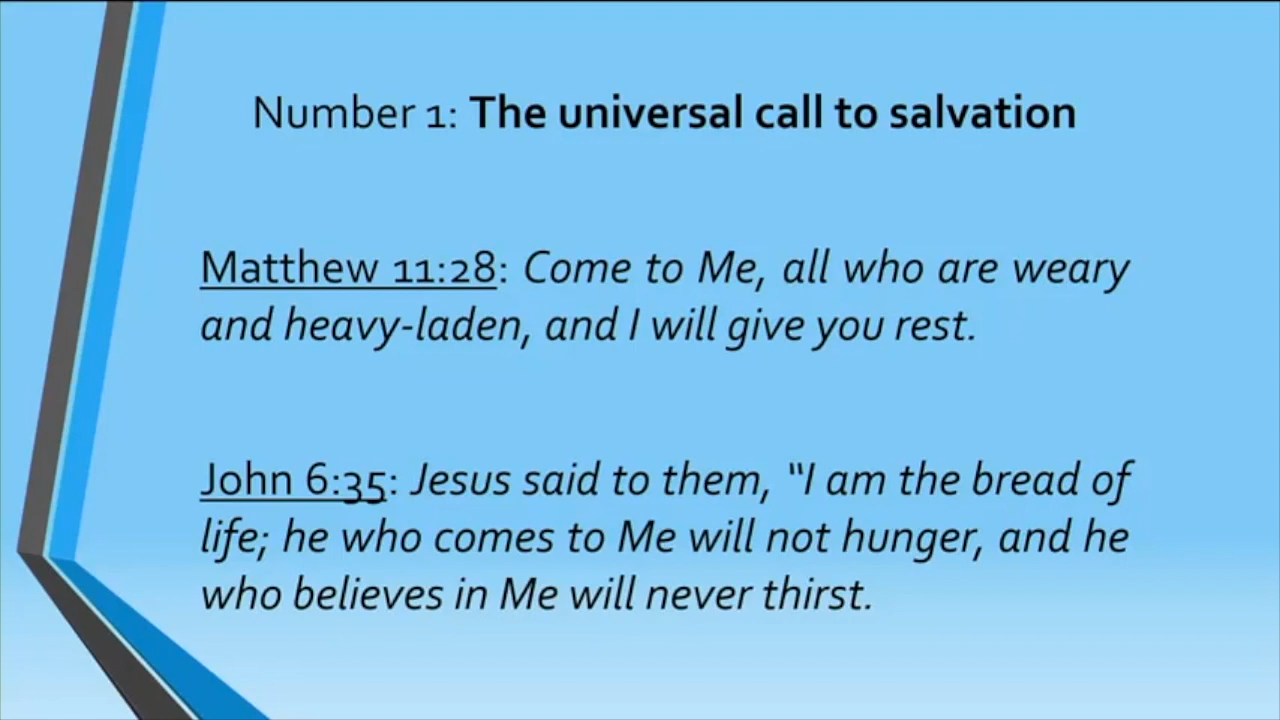 Number 1: The universal call to salvation
Matthew 11:28: Come to Me, all who are weary
and heavy-laden, and I will give you rest.
John 6:35: Jesus said to them, “I am the bread of
life; he who comes to Me will not hunger, and he
who believes in Me will never thirst.